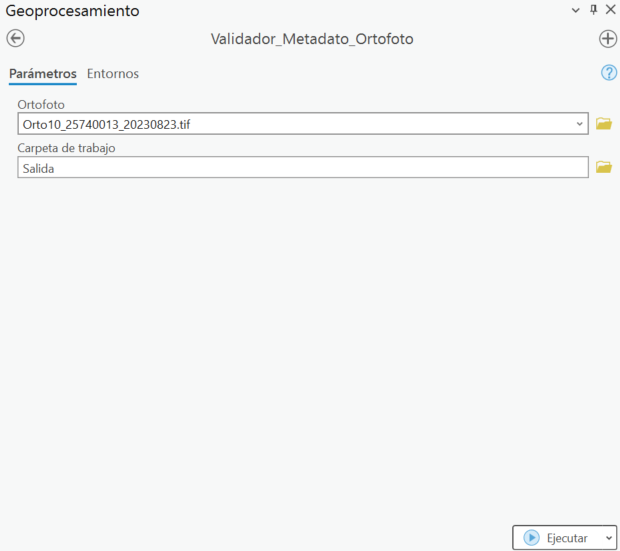 Geoprocesamiento
Validador_Metadato_Ortofoto
Parámetros Entornos
Ortofoto
Orto10_25740013_20230823.tif
Carpeta de trabajo
Salida
Ejecutar